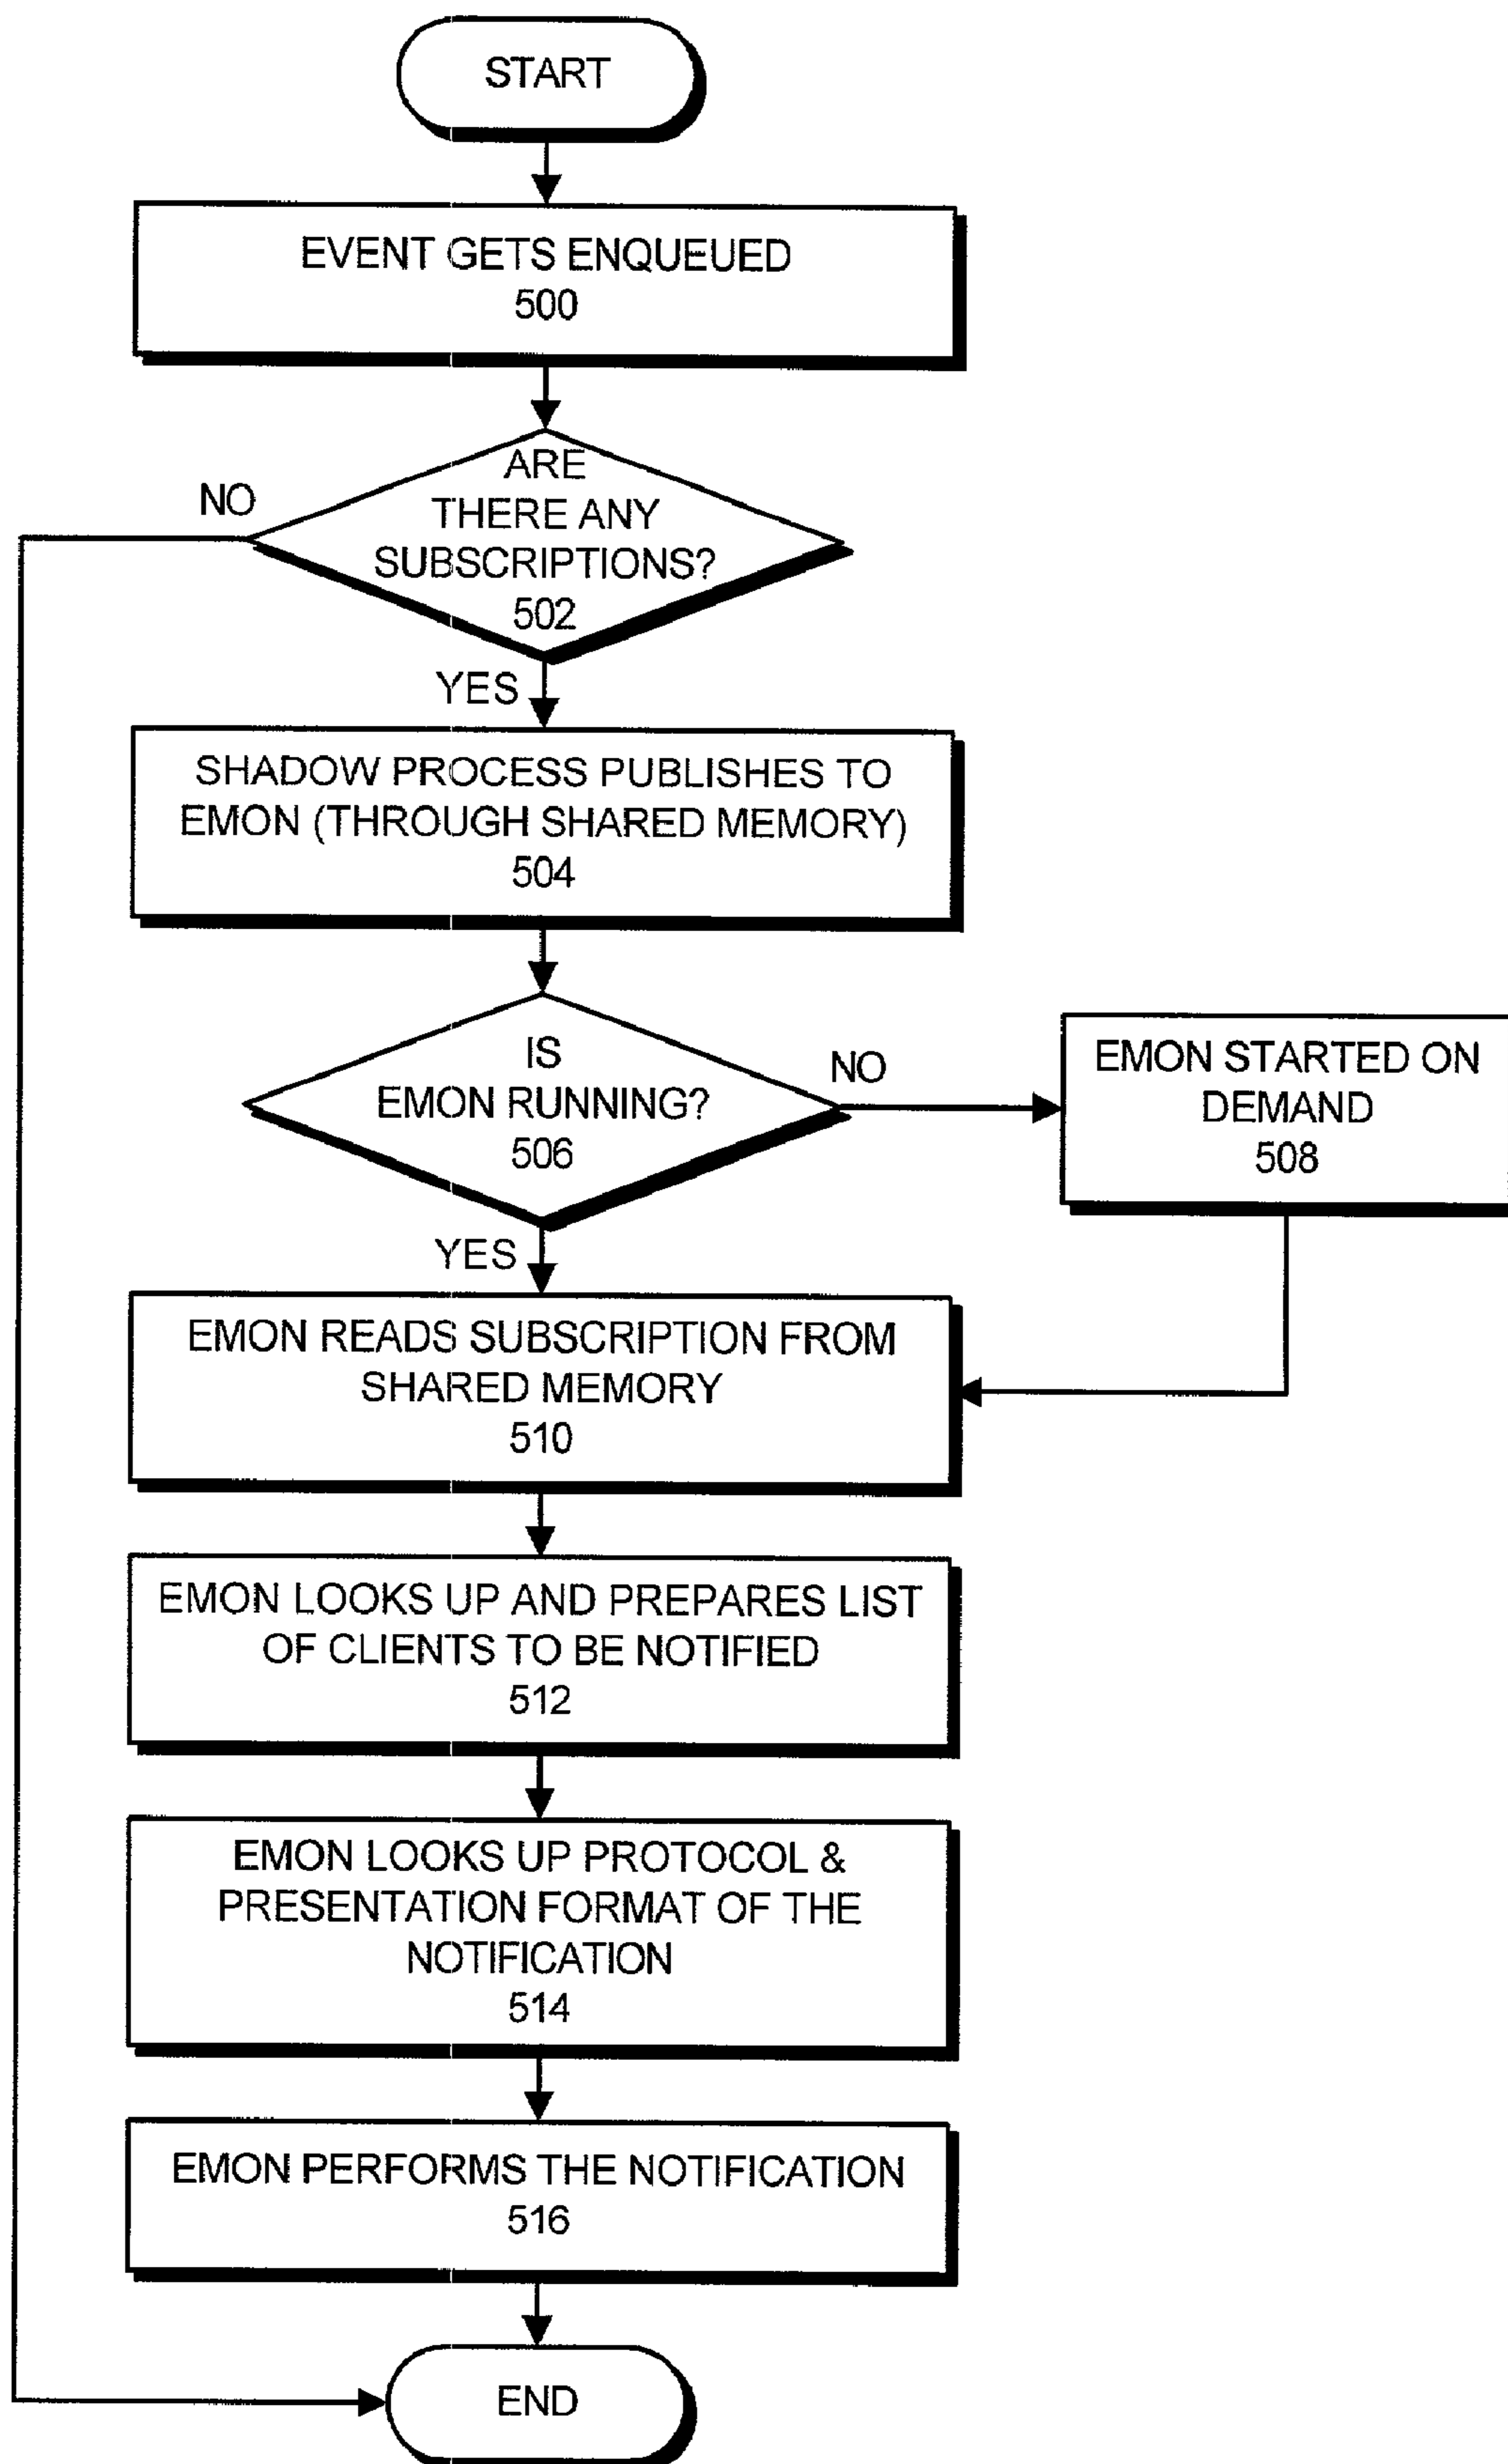 START
EVENT GETS ENQUEUED
500
ARE
THERE ANY
SUBSCRIPTIONS?
502
NO
YES
SHADOW PROCESS PUBLISHES TO
EMON (THROUGH SHARED MEMORY)
504
IS
EMON RUNNING?
506
NO
EMON STARTED ON
DEMAND
508
YES
EMON READS SUBSCRIPTION FROM
SHARED MEMORY
510
EMON LOOKS UP AND PREPARES LIST
OF CLIENTS TO BE NOTIFIED
512
EMON LOOKS UP PROTOCOL &
PRESENTATION FORMAT OF THE
NOTIFICATION
514
EMON PERFORMS THE NOTIFICATION
516
END